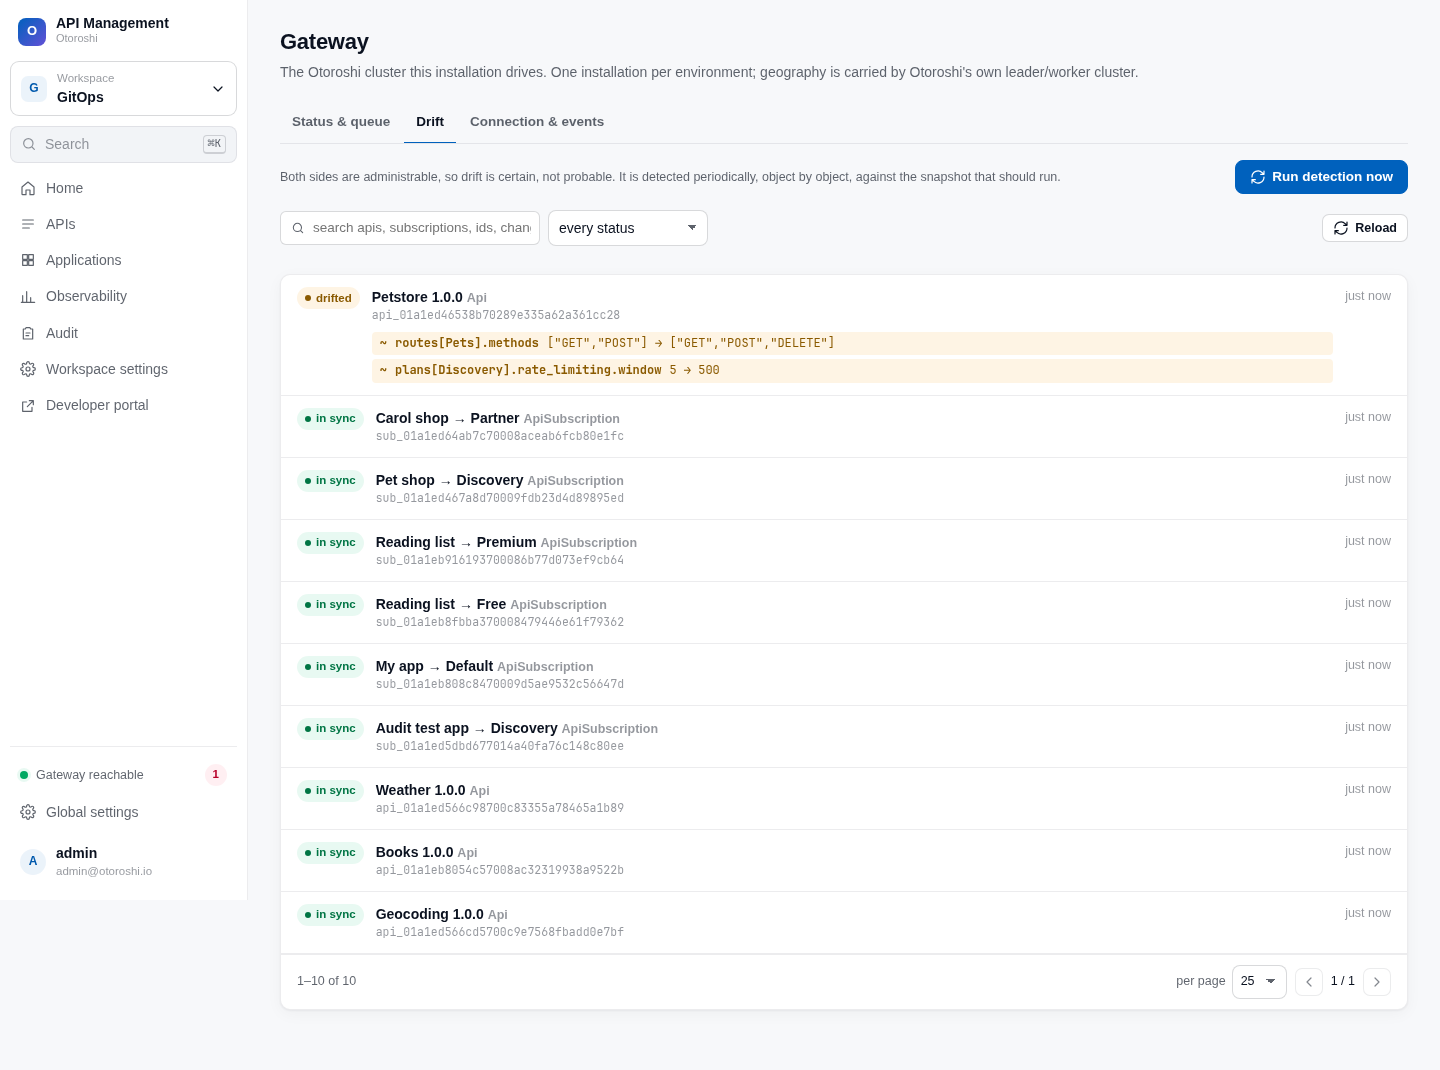 O
API Management
Otoroshi
G
Workspace
GitOps
Search
⌘K
Home
APIs
Applications
Observability
Audit
Workspace settings
Developer portal
Gateway reachable
1
Global settings
A
admin
admin@otoroshi.io
Gateway
The Otoroshi cluster this installation drives. One installation per environment; geography is carried by Otoroshi's own leader/worker cluster.
Status & queue
Drift
Connection & events
Both sides are administrable, so drift is certain, not probable. It is detected periodically, object by object, against the snapshot that should run.
Run detection now
search apis, subscriptions, ids, chan
every status
Reload
drifted Petstore 1.0.0 Api just now
api_01a1ed46538b70289e335a62a361cc28
~ routes[Pets].methods ["GET","POST"] → ["GET","POST","DELETE"]
~ plans[Discovery].rate_limiting.window 5 → 500
in sync Carol shop → Partner ApiSubscription just now
sub_01a1ed64ab7c70008aceab6fcb80e1fc
in sync Pet shop → Discovery ApiSubscription just now
sub_01a1ed467a8d70009fdb23d4d89895ed
in sync Reading list → Premium ApiSubscription just now
sub_01a1eb916193700086b77d073ef9cb64
in sync Reading list → Free ApiSubscription just now
sub_01a1eb8fbba370008479446e61f79362
in sync My app → Default ApiSubscription just now
sub_01a1eb808c8470009d5ae9532c56647d
in sync Audit test app → Discovery ApiSubscription just now
sub_01a1ed5dbd677014a40fa76c148c80ee
in sync Weather 1.0.0 Api just now
api_01a1ed566c98700c83355a78465a1b89
in sync Books 1.0.0 Api just now
api_01a1eb8054c57008ac32319938a9522b
in sync Geocoding 1.0.0 Api just now
api_01a1ed566cd5700c9e7568fbadd0e7bf
1–10 of 10
per page 25
1 / 1